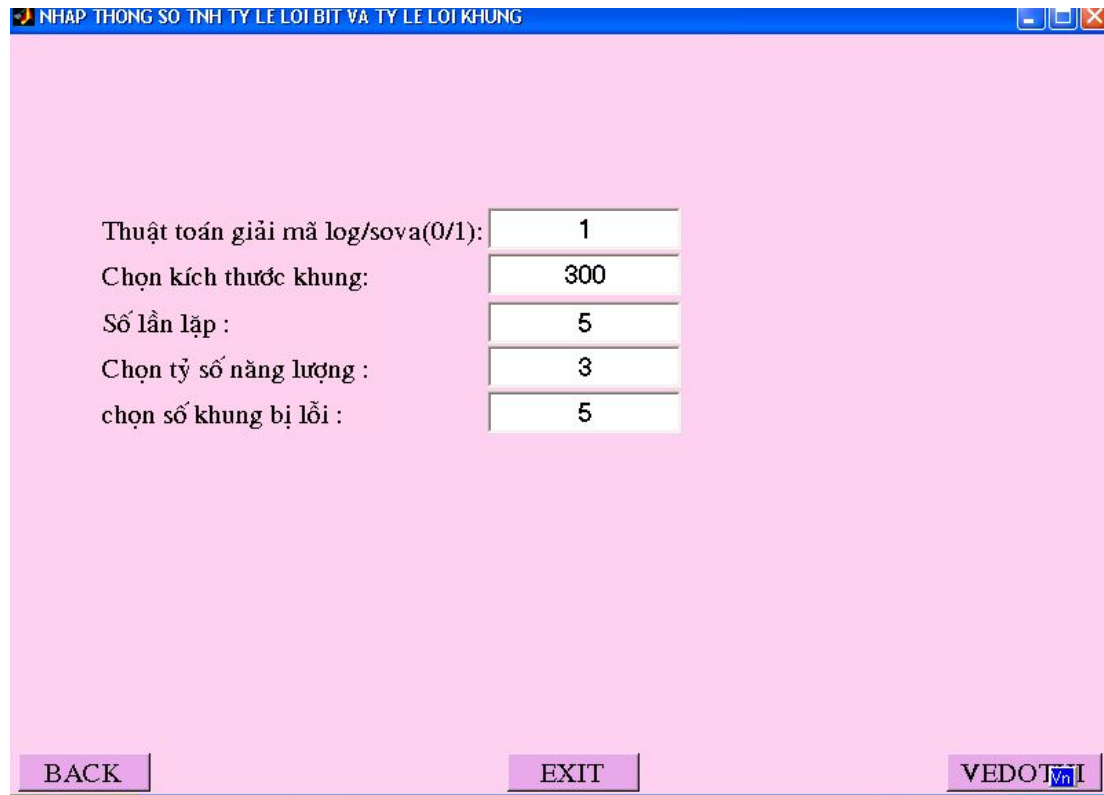 NHAP THONG SO TNH TY LE LOI BIT VA TY LE LOI KHUNG
Thuật toán giải mã log/sova(0/1): 1
Chọn kích thước khung: 300
Số lần lặp : 5
Chọn tỷ số năng lượng : 3
chọn số khung bị lỗi : 5
BACK EXIT
Vn